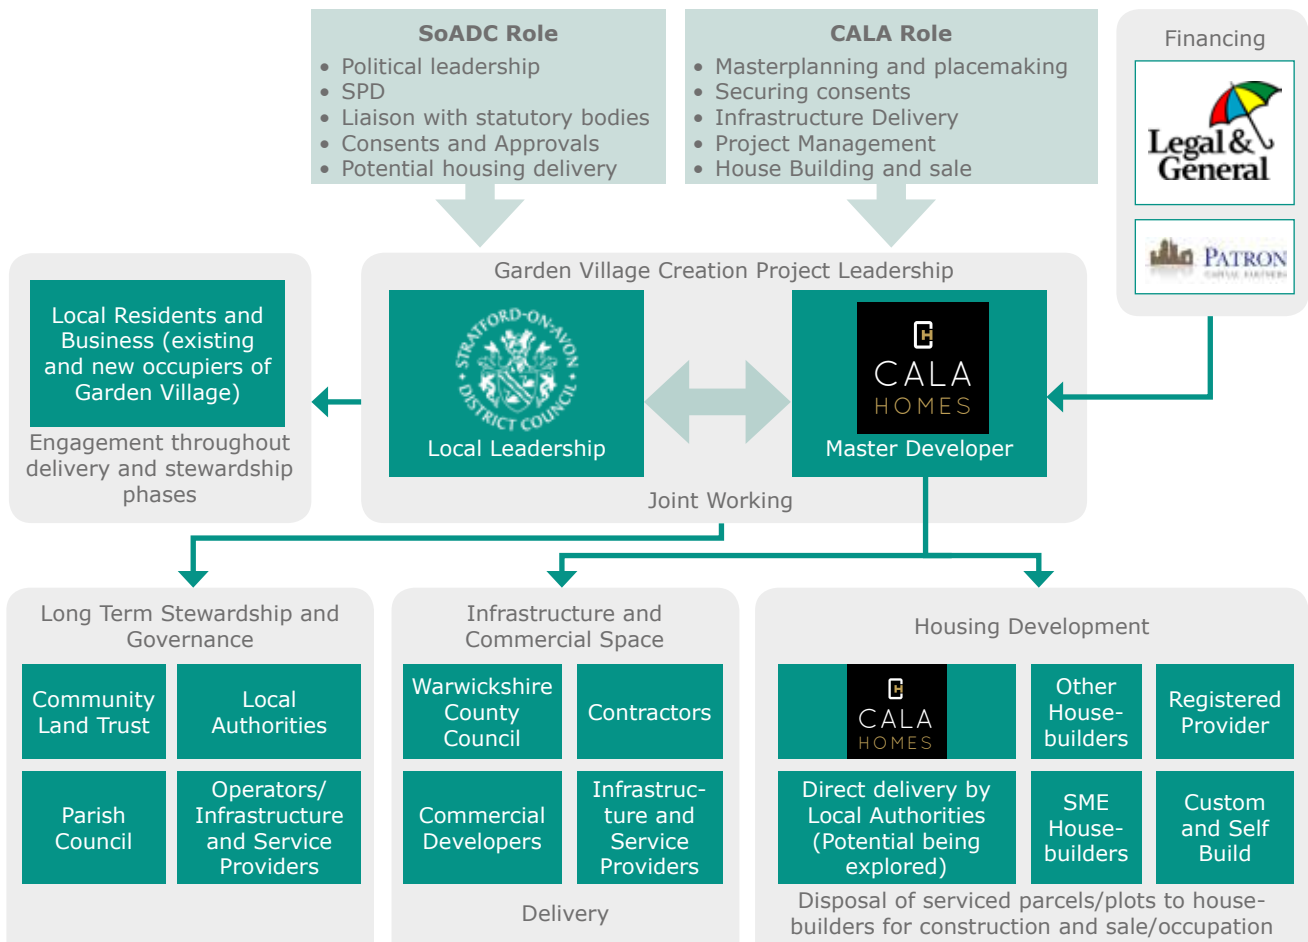 SoADC Role
• Political leadership
• SPD
• Liaison with statutory bodies
• Consents and Approvals
• Potential housing delivery
CALA Role
• Masterplanning and placemaking
• Securing consents
• Infrastructure Delivery
• Project Management
• House Building and sale
Financing
Legal &
General
PATRON
CAPITAL PARTNERS
Local Residents and
Business (existing
and new occupiers of
Garden Village)
Engagement throughout
delivery and stewardship
phases
Garden Village Creation Project Leadership
STRATFORD-ON-AVON
DISTRICT COUNCIL
Local Leadership
CALA
HOMES
Master Developer
Joint Working
Long Term Stewardship and
Governance
Community
Land Trust
Local
Authorities
Parish
Council
Operators/
Infrastructure
and Service
Providers
Infrastructure and
Commercial Space
Warwickshire
County
Council
Contractors
Commercial
Developers
Infrastruc-
ture and
Service
Providers
Delivery
Housing Development
CALA
HOMES
Other
House-
builders
Registered
Provider
Direct delivery by
Local Authorities
(Potential being
explored)
SME
House-
builders
Custom
and Self
Build
Disposal of serviced parcels/plots to house-
builders for construction and sale/occupation